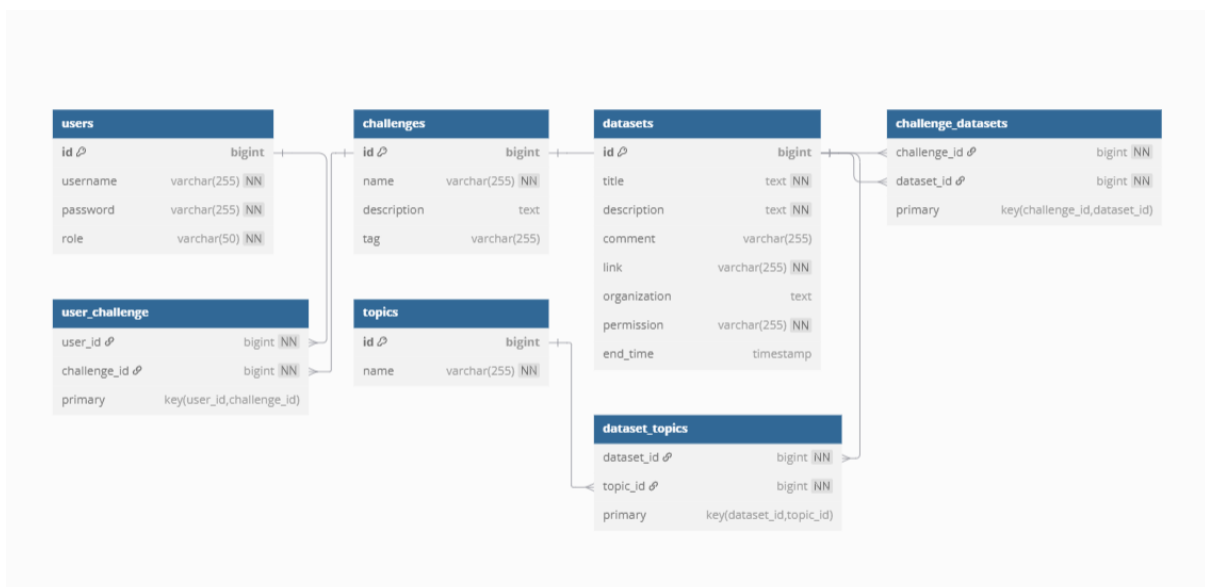 users
id bigint
username varchar(255) NN
password varchar(255) NN
role varchar(50) NN
challenges
id bigint
name varchar(255) NN
description text
tag varchar(255)
datasets
id bigint
title text NN
description text NN
comment varchar(255)
link varchar(255) NN
organization text
permission varchar(255) NN
end_time timestamp
challenge_datasets
challenge_id bigint NN
dataset_id bigint NN
primary key(challenge_id,dataset_id)
user_challenge
user_id bigint NN
challenge_id bigint NN
primary key(user_id,challenge_id)
topics
id bigint
name varchar(255) NN
dataset_topics
dataset_id bigint NN
topic_id bigint NN
primary key(dataset_id,topic_id)